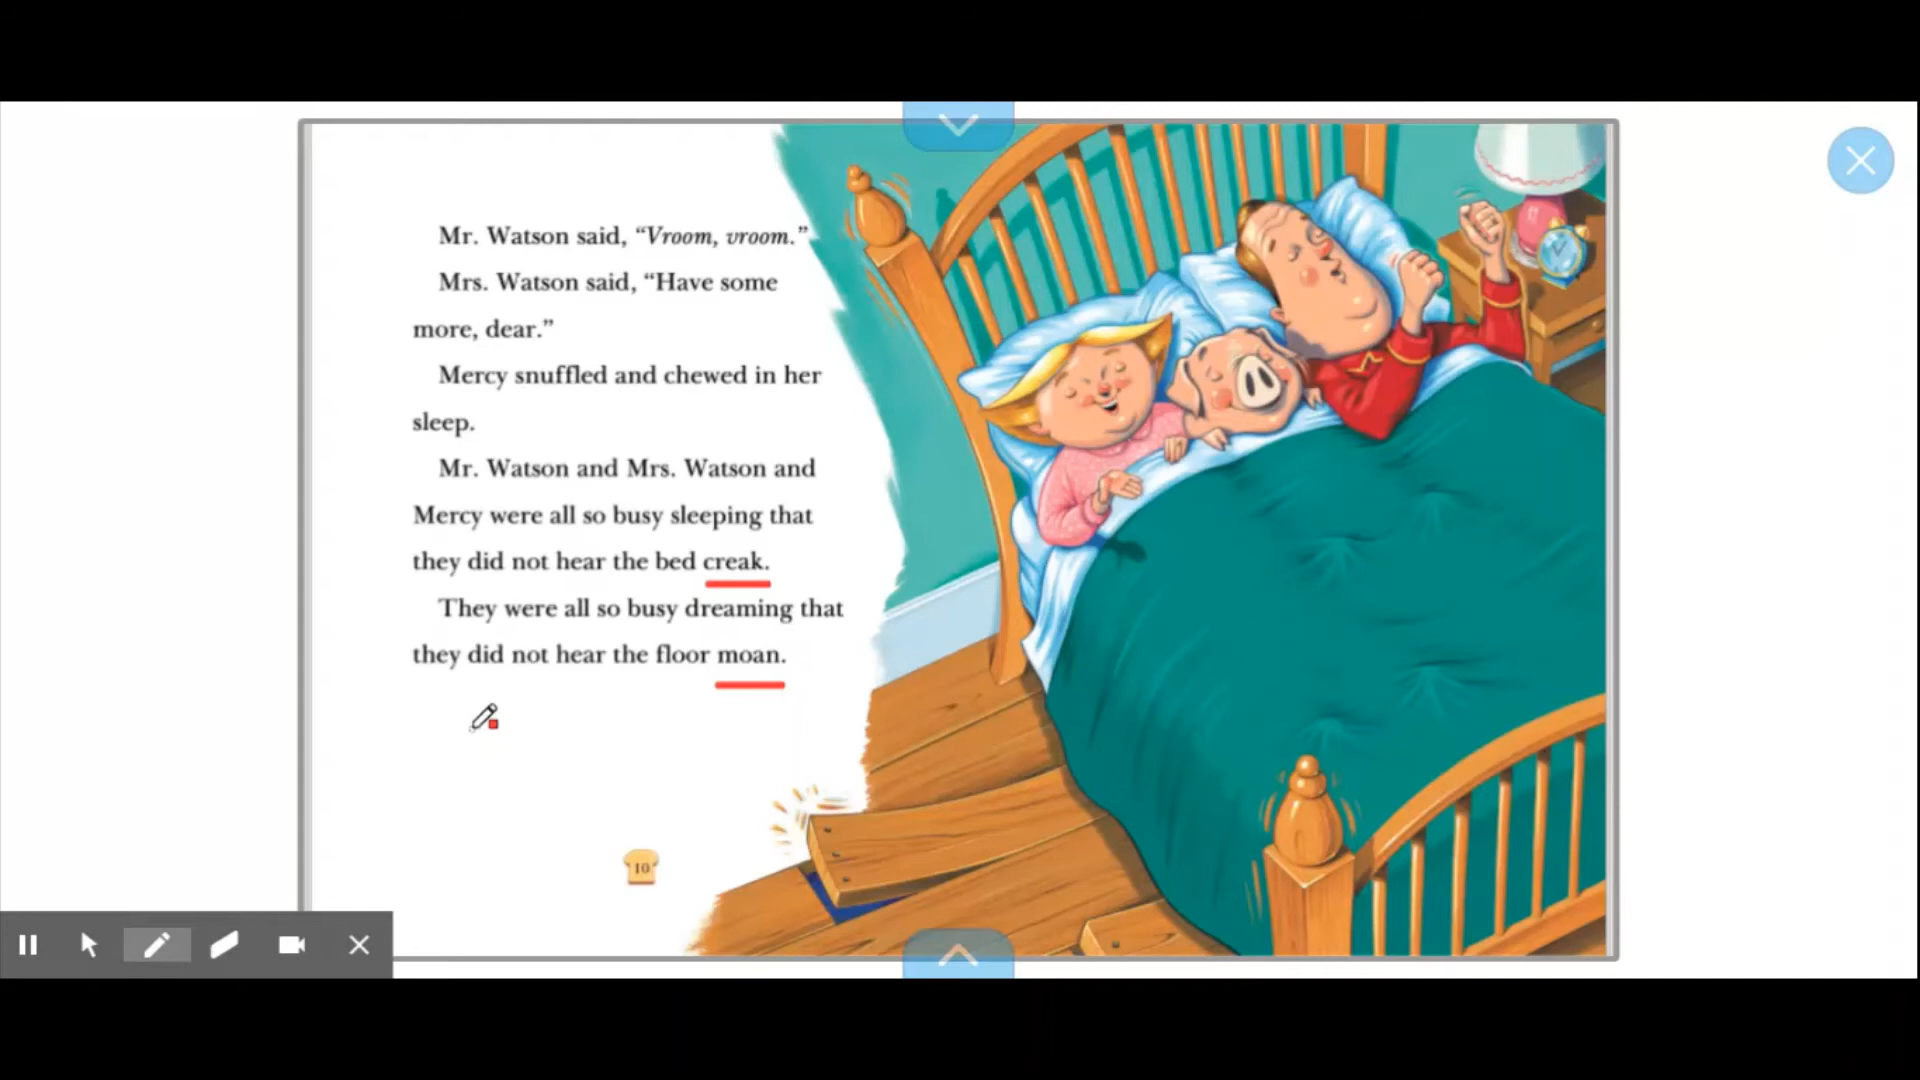 Mr. Watson said, “Vroom, vroom.”
Mrs. Watson said, “Have some
more, dear.”
Mercy snuffled and chewed in her
sleep.
Mr. Watson and Mrs. Watson and
Mercy were all so busy sleeping that
they did not hear the bed creak.
They were all so busy dreaming that
they did not hear the floor moan.
10